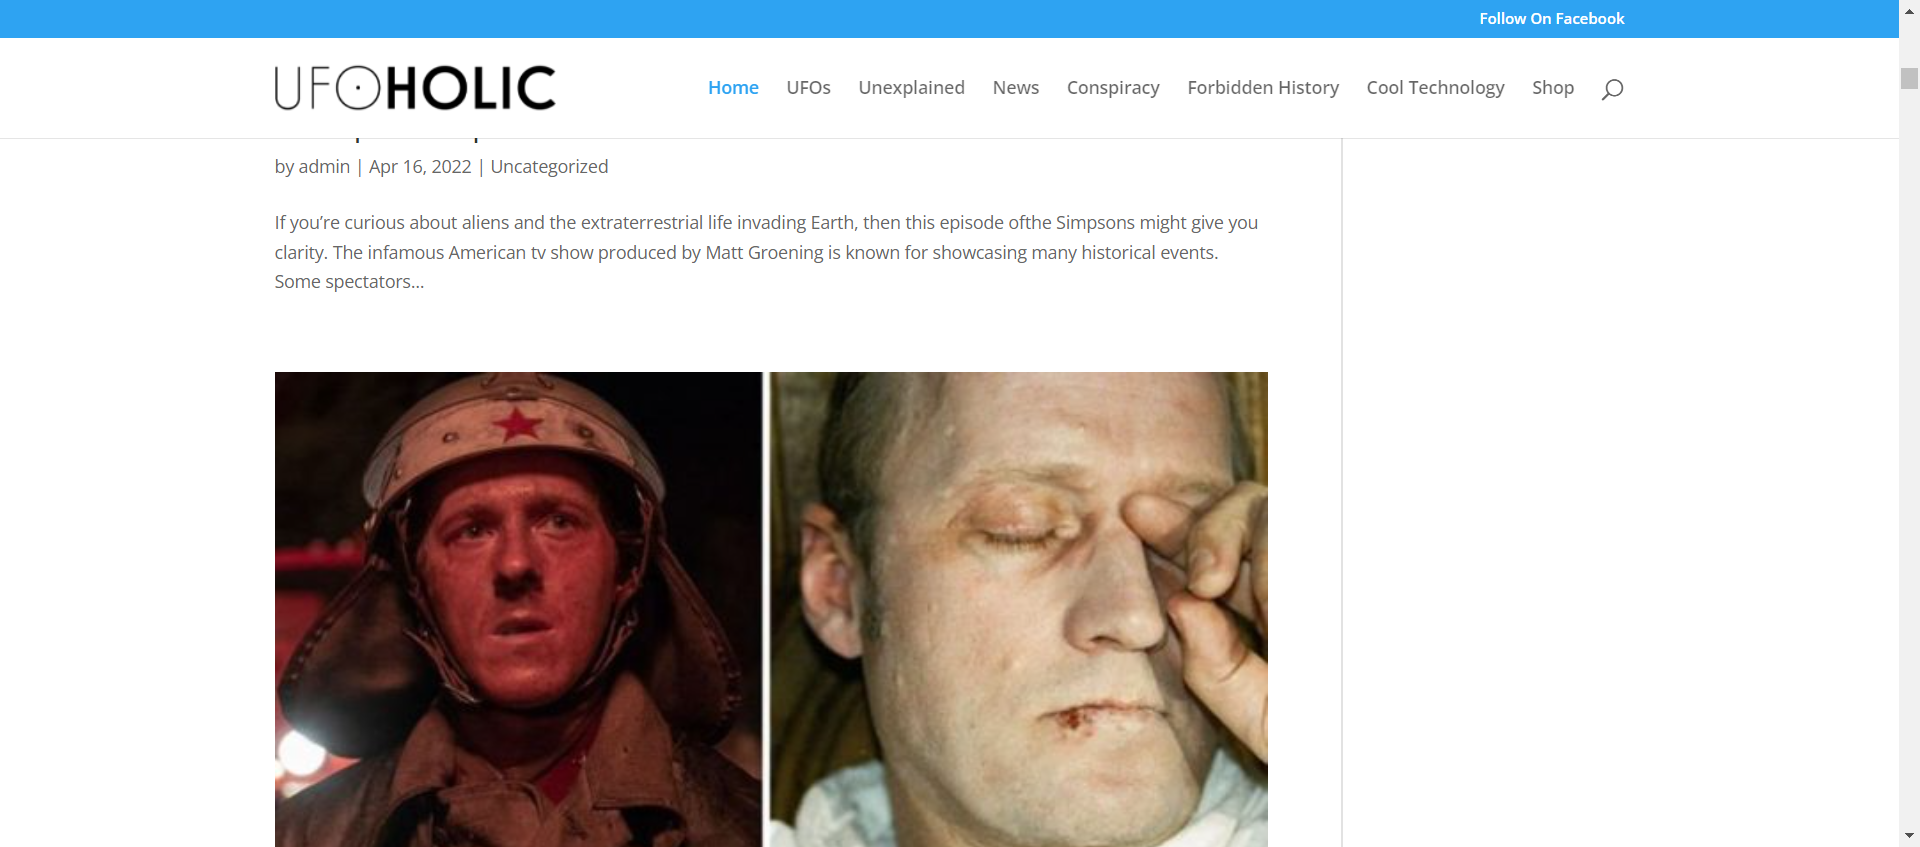 Follow On Facebook
UFOHOLIC
Home UFOs Unexplained News Conspiracy Forbidden History Cool Technology Shop
by admin | Apr 16, 2022 | Uncategorized
If you’re curious about aliens and the extraterrestrial life invading Earth, then this episode ofthe Simpsons might give you
clarity. The infamous American tv show produced by Matt Groening is known for showcasing many historical events.
Some spectators...